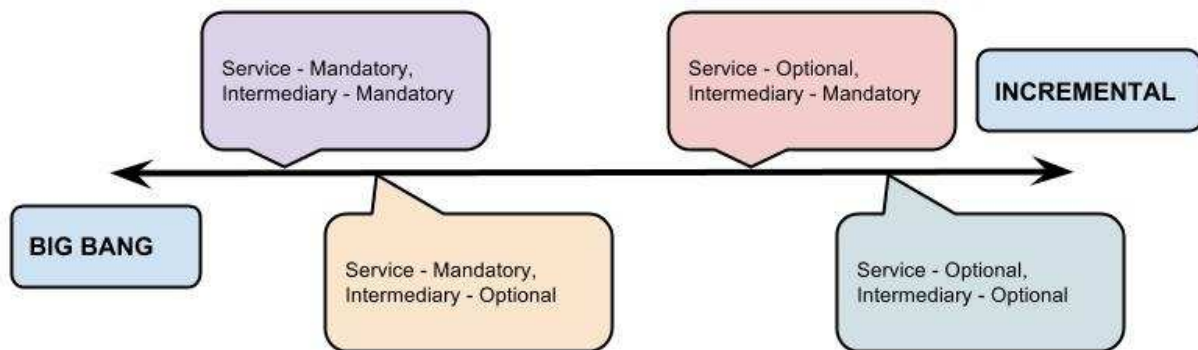 Service - Mandatory,
Intermediary - Mandatory
Service - Optional,
Intermediary - Mandatory
INCREMENTAL
BIG BANG
Service - Mandatory,
Intermediary - Optional
Service - Optional,
Intermediary - Optional